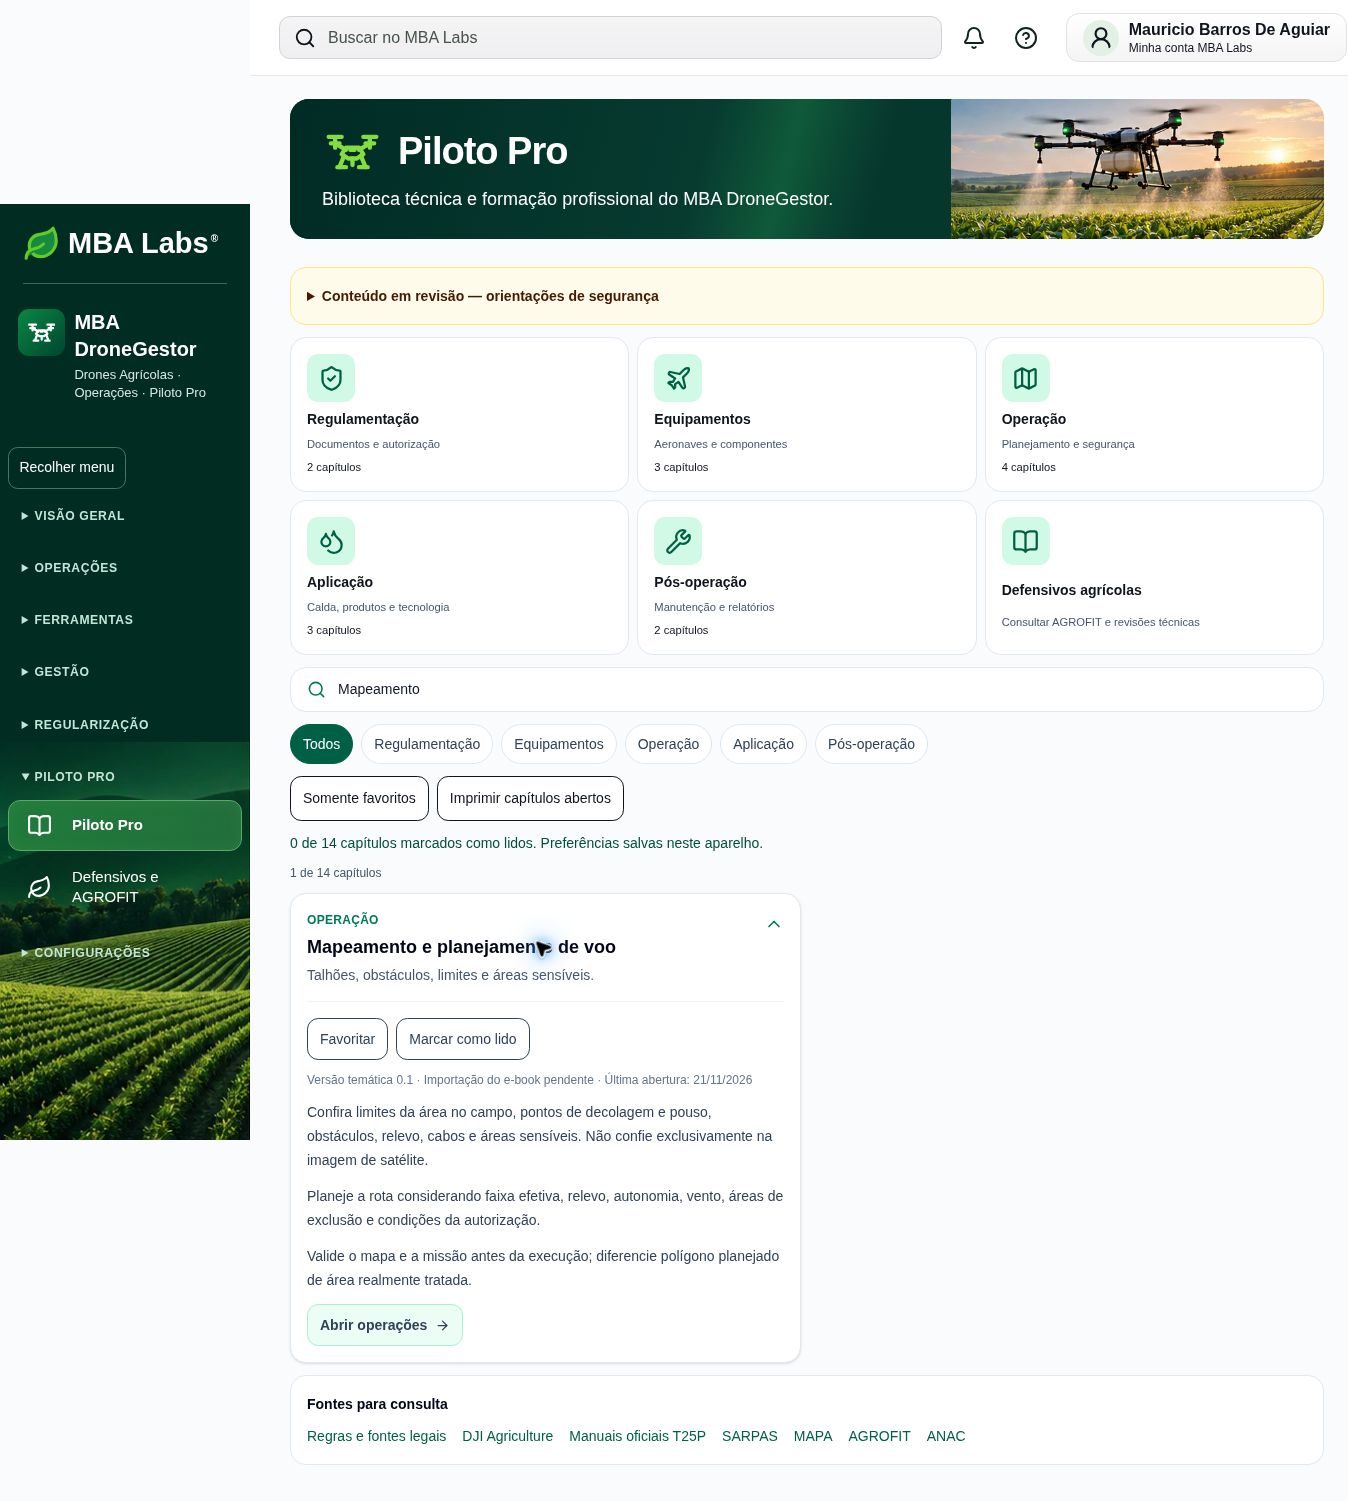 Buscar no MBA Labs
Mauricio Barros De Aguiar
Minha conta MBA Labs
MBA Labs®
MBA
DroneGestor
Drones Agrícolas ·
Operações · Piloto Pro
Recolher menu
VISÃO GERAL
OPERAÇÕES
FERRAMENTAS
GESTÃO
REGULARIZAÇÃO
PILOTO PRO
Piloto Pro
Defensivos e
AGROFIT
CONFIGURAÇÕES
Piloto Pro
Biblioteca técnica e formação profissional do MBA DroneGestor.
Conteúdo em revisão — orientações de segurança
Regulamentação
Documentos e autorização
2 capítulos
Equipamentos
Aeronaves e componentes
3 capítulos
Operação
Planejamento e segurança
4 capítulos
Aplicação
Calda, produtos e tecnologia
3 capítulos
Pós-operação
Manutenção e relatórios
2 capítulos
Defensivos agrícolas
Consultar AGROFIT e revisões técnicas
Mapeamento
Todos Regulamentação Equipamentos Operação Aplicação Pós-operação
Somente favoritos Imprimir capítulos abertos
0 de 14 capítulos marcados como lidos. Preferências salvas neste aparelho.
1 de 14 capítulos
OPERAÇÃO
Mapeamento e planejamento de voo
Talhões, obstáculos, limites e áreas sensíveis.
Favoritar Marcar como lido
Versão temática 0.1 · Importação do e-book pendente · Última abertura: 21/11/2026
Confira limites da área no campo, pontos de decolagem e pouso,
obstáculos, relevo, cabos e áreas sensíveis. Não confie exclusivamente na
imagem de satélite.
Planeje a rota considerando faixa efetiva, relevo, autonomia, vento, áreas de
exclusão e condições da autorização.
Valide o mapa e a missão antes da execução; diferencie polígono planejado
de área realmente tratada.
Abrir operações →
Fontes para consulta
Regras e fontes legais DJI Agriculture Manuais oficiais T25P SARPAS MAPA AGROFIT ANAC